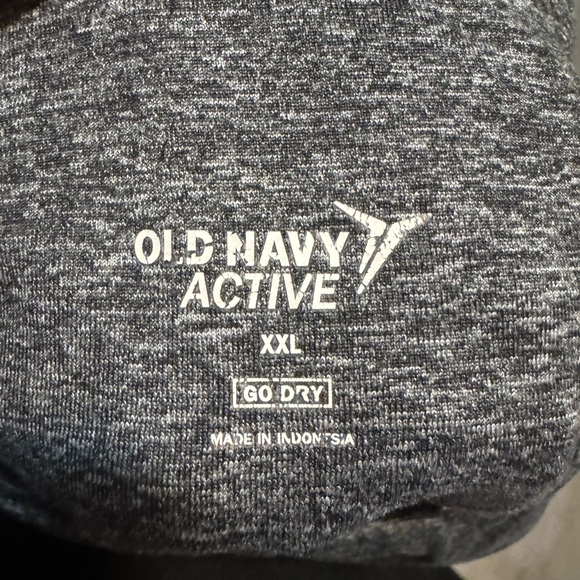 OLD NAVY
ACTIVE
XXL
GO DRY
MADE IN INDONESIA